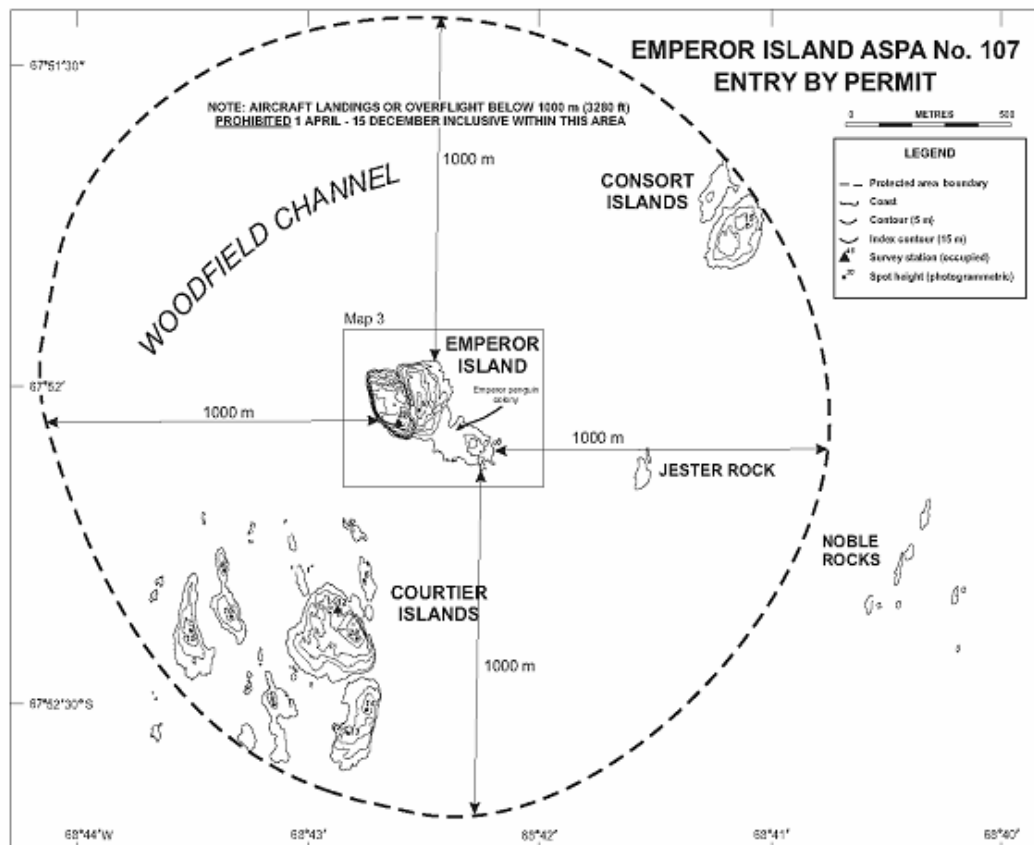 EMPEROR ISLAND ASPA No. 107
ENTRY BY PERMIT
67°51'30"
NOTE: AIRCRAFT LANDINGS OR OVERFLIGHT BELOW 1000 m (3280 ft)
PROHIBITED 1 APRIL - 15 DECEMBER INCLUSIVE WITHIN THIS AREA
0 METRES 500
1000 m
LEGEND
Protected area boundary
Coast
Contour (5 m)
Index contour (15 m)
Survey station (occupied)
Spot height (photogrammetric)
CONSORT
ISLANDS
WOODFIELD CHANNEL
Map 3
EMPEROR
ISLAND
67°52'
Emperor penguin
colony
1000 m
1000 m
JESTER ROCK
NOBLE
ROCKS
COURTIER
ISLANDS
1000 m
67°52'30"S
68°44'W
68°43'
68°42'
68°41'
68°40'